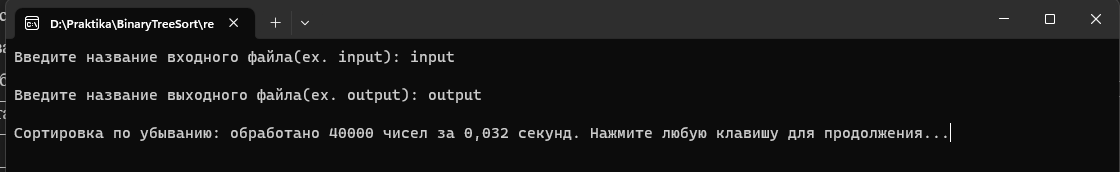 D:\Praktika\BinaryTreeSort\re
Введите название входного файла(ex. input): input
Введите название выходного файла(ex. output): output
Сортировка по убыванию: обработано 40000 чисел за 0,032 секунд. Нажмите любую клавишу для продолжения...